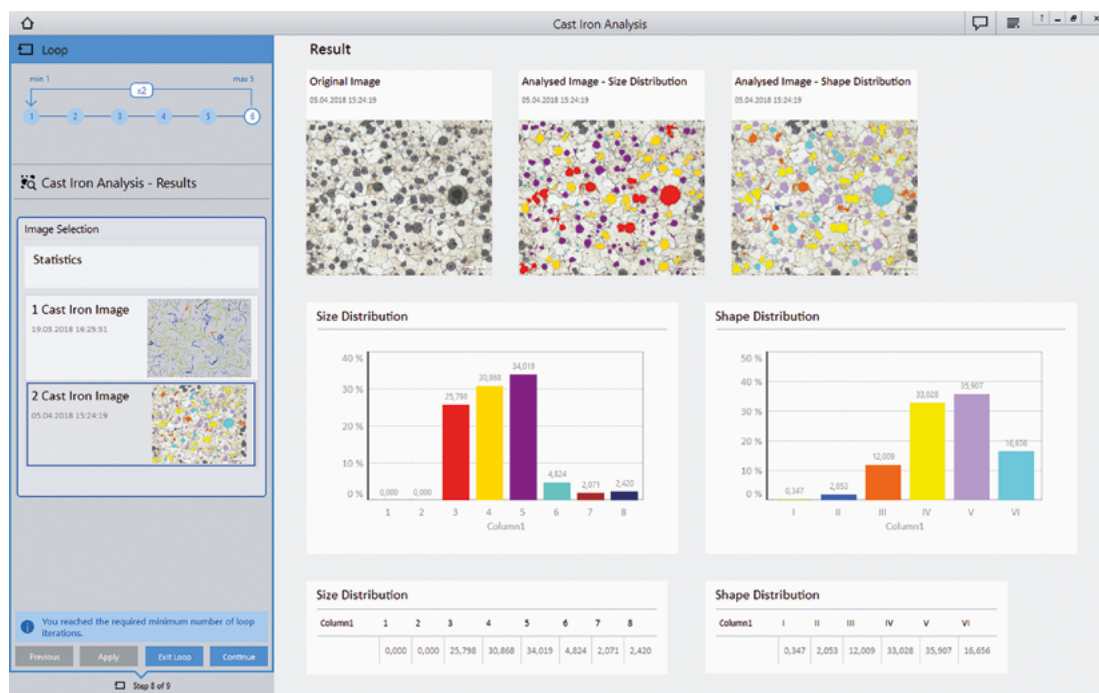 Cast Iron Analysis
?
Loop
min 1
max 5
x2
1 2 3 4 5 6
Cast Iron Analysis - Results
Image Selection
Statistics
1 Cast Iron Image
19.03.2018 16:25:31
2 Cast Iron Image
05.04.2018 15:24:19
You reached the required minimum number of loop
iterations.
Previous Apply Exit Loop Continue
Step 8 of 9
Result
Original Image
05.04.2018 15:24:19
Analysed Image - Size Distribution
05.04.2018 15:24:19
Analysed Image - Shape Distribution
05.04.2018 15:24:19
Size Distribution
40 %
30 %
20 %
10 %
0 %
0,000 0,000 25,798 30,868 34,019 4,824 2,071 2,420
1 2 3 4 5 6 7 8
Column1
Shape Distribution
50 %
40 %
30 %
20 %
10 %
0 %
0,347 2,053 12,009 33,028 35,907 16,656
I II III IV V VI
Column1
Size Distribution
Column1 1 2 3 4 5 6 7 8
0,000 0,000 25,798 30,868 34,019 4,824 2,071 2,420
Shape Distribution
Column1 I II III IV V VI
0,347 2,053 12,009 33,028 35,907 16,656